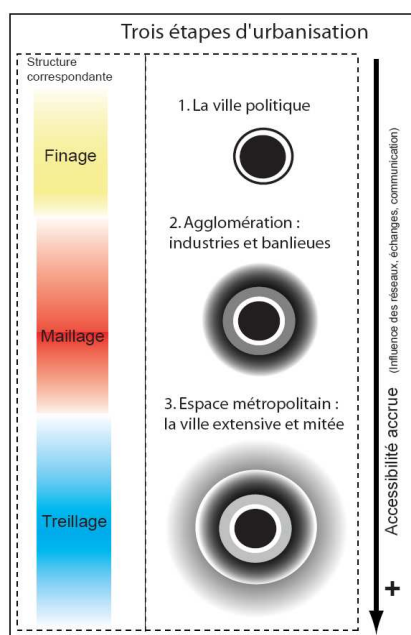 Trois étapes d'urbanisation
Structure
correspondante
Finage
Maillage
Treillage
1. La ville politique
2. Agglomération :
industries et banlieues
3. Espace métropolitain :
la ville extensive et mitée
Accessibilité accrue (Influence des réseaux, échanges, communication)
+